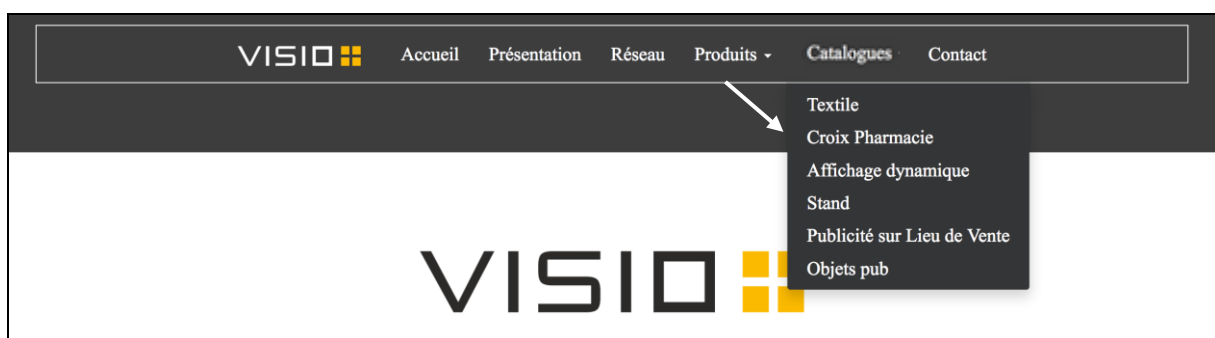 VISIO Accueil Présentation Réseau Produits Catalogues Contact
Textile
Croix Pharmacie
Affichage dynamique
Stand
Publicité sur Lieu de Vente
Objets pub
VISIO